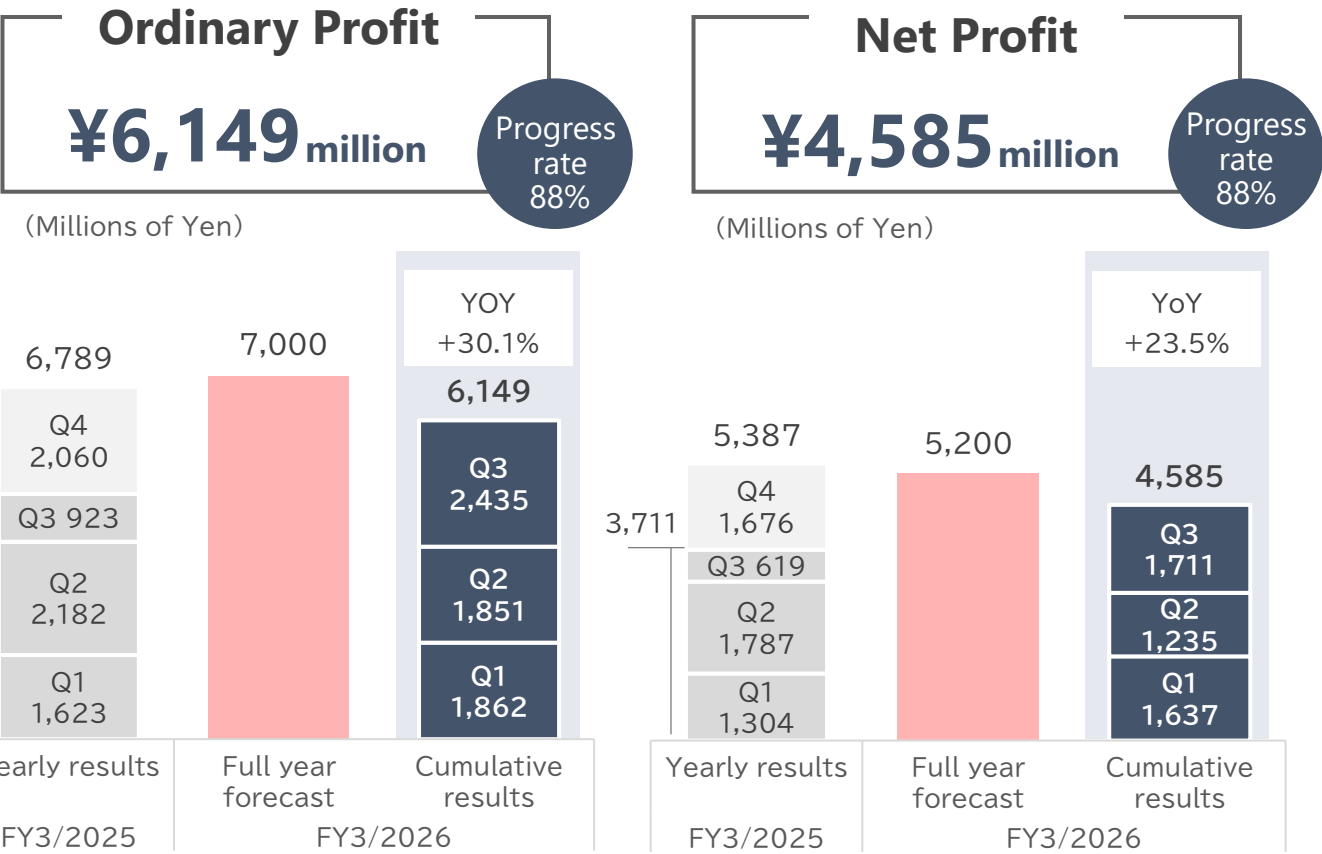 Ordinary Profit
¥6,149 million
Progress
rate
88%
(Millions of Yen)
YOY
+30.1%
6,789
7,000
6,149
Q4
2,060
Q3 923
Q2
2,182
Q1
1,623
Q3
2,435
Q2
1,851
Q1
1,862
early results
Full year
forecast
Cumulative
results
FY3/2025
FY3/2026
Net Profit
¥4,585 million
Progress
rate
88%
(Millions of Yen)
YoY
+23.5%
5,387
5,200
4,585
3,711
Q4
1,676
Q3 619
Q2
1,787
Q1
1,304
Q3
1,711
Q2
1,235
Q1
1,637
Yearly results
Full year
forecast
Cumulative
results
FY3/2025
FY3/2026